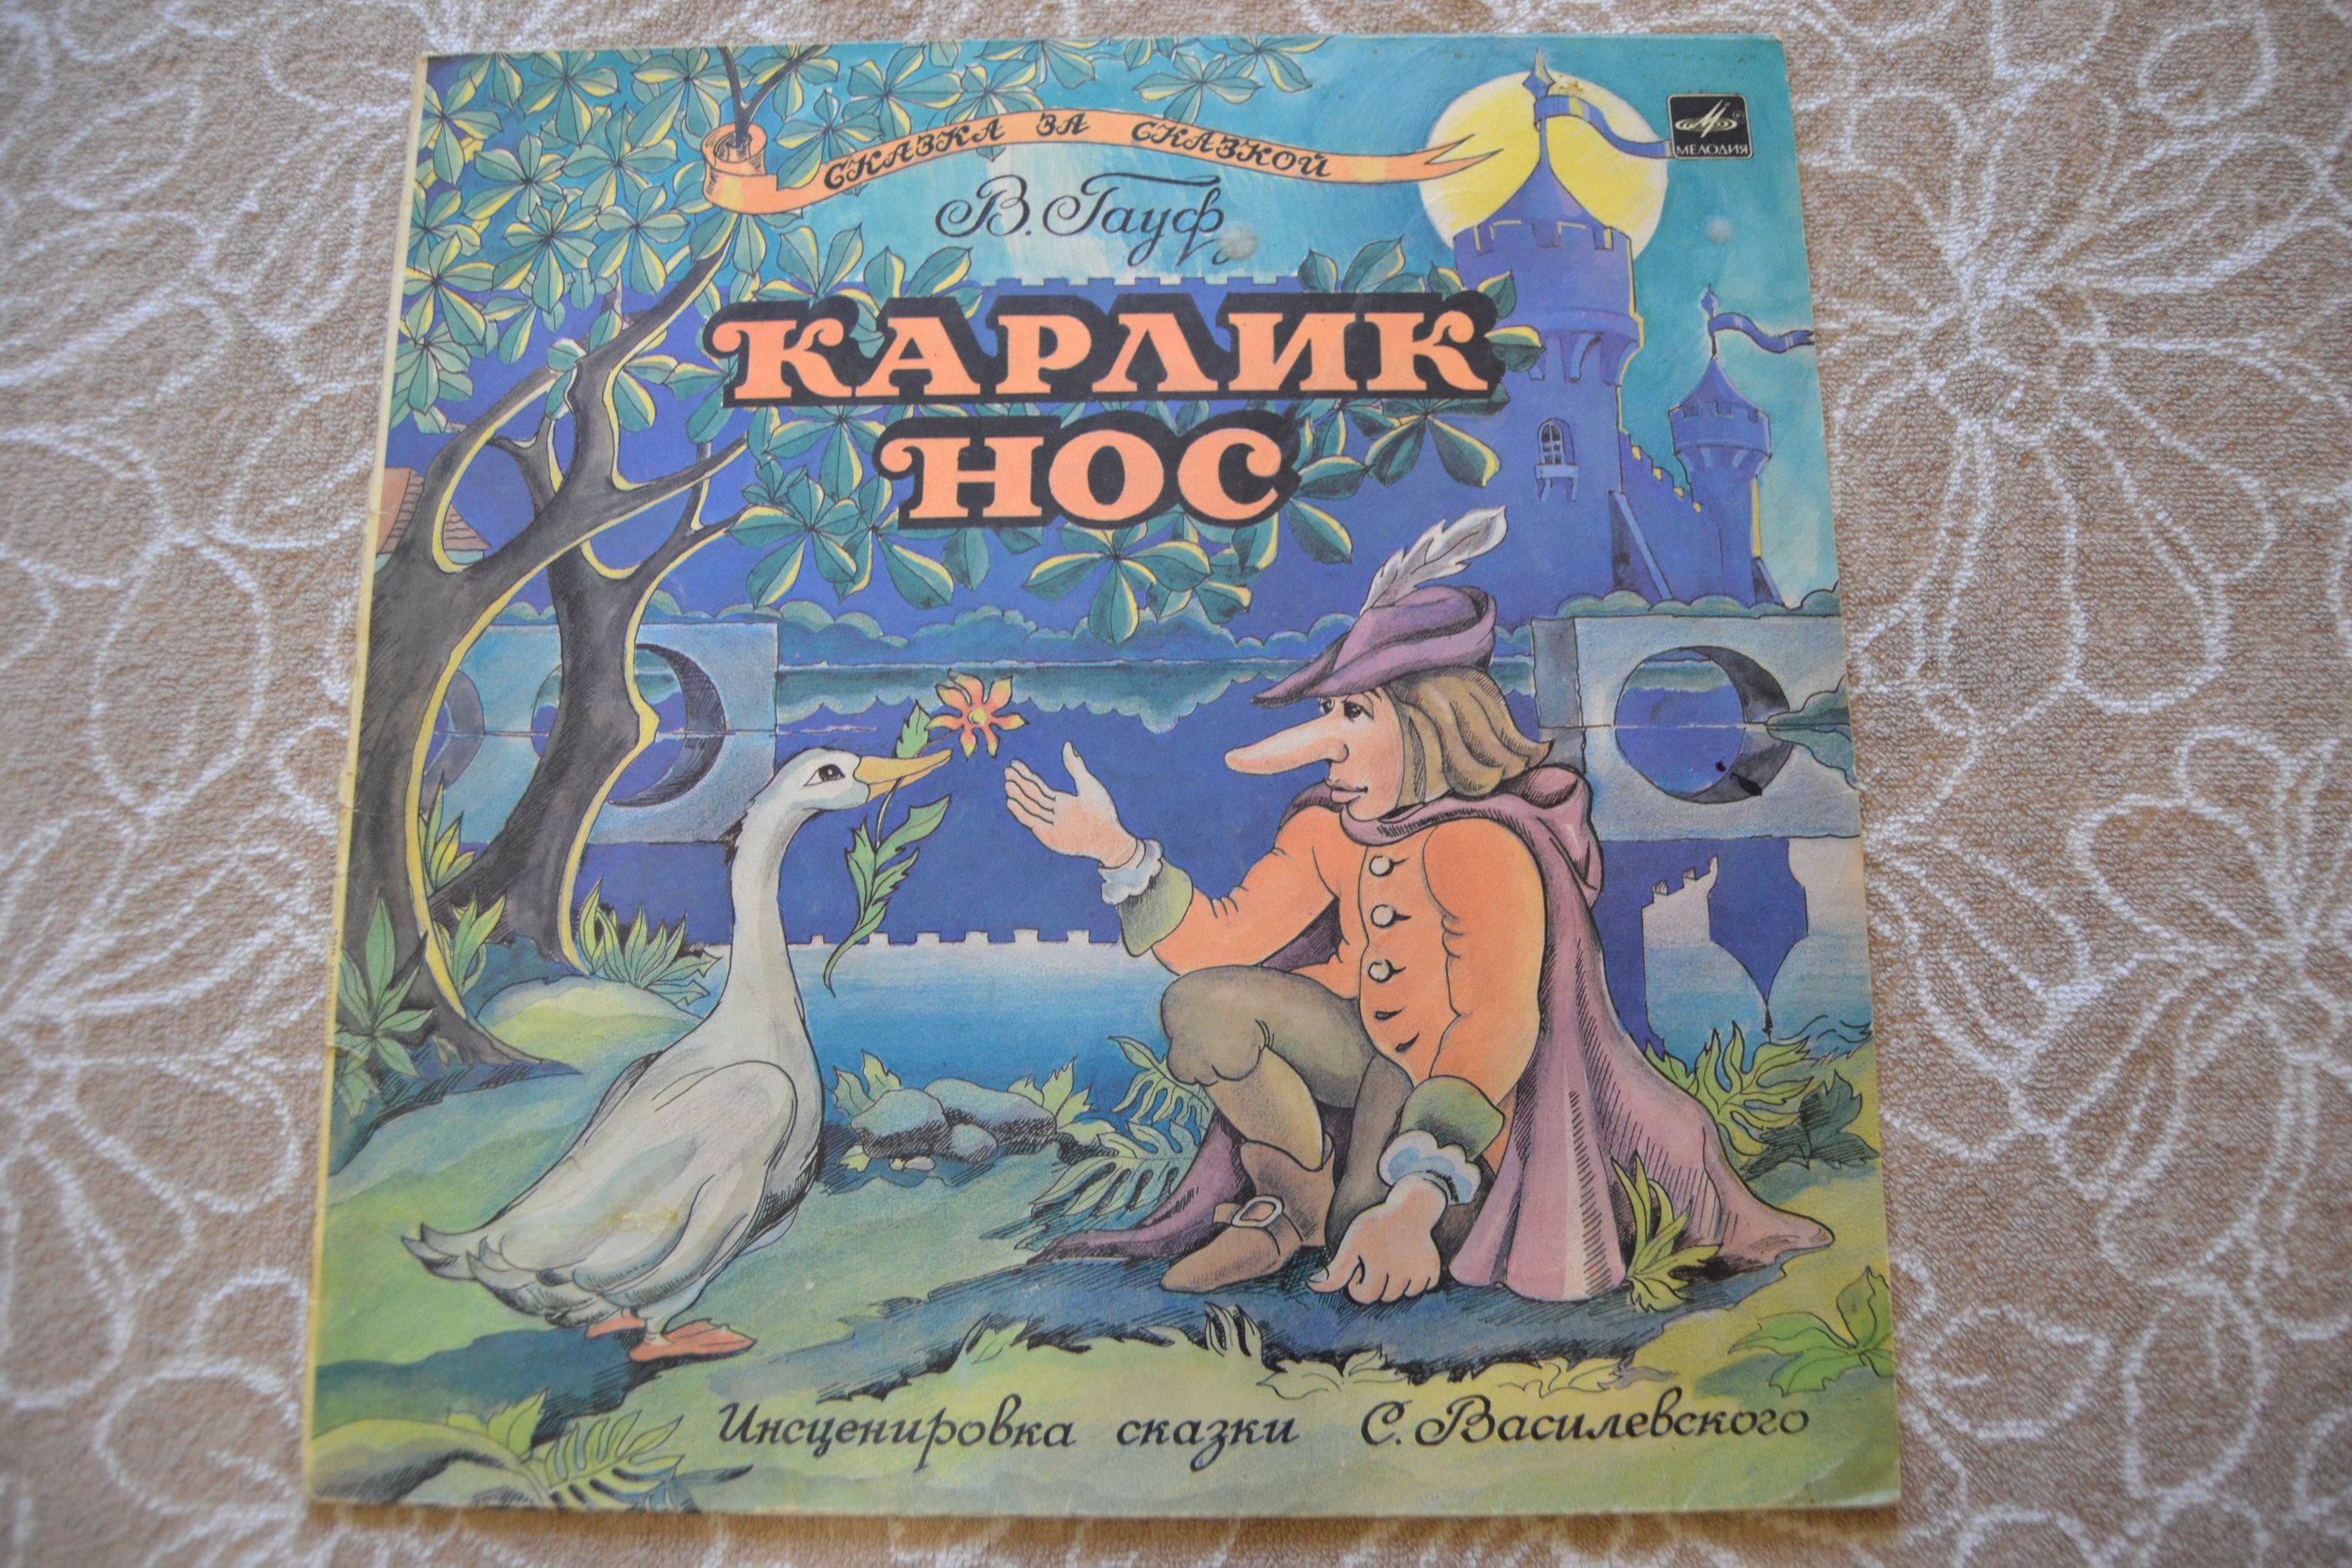 СКАЗКА ЗА СКАЗКОЙ
МЕЛОДИЯ
В. Гауф
КАРЛИК
НОС
Инсценировка сказки С. Василевского